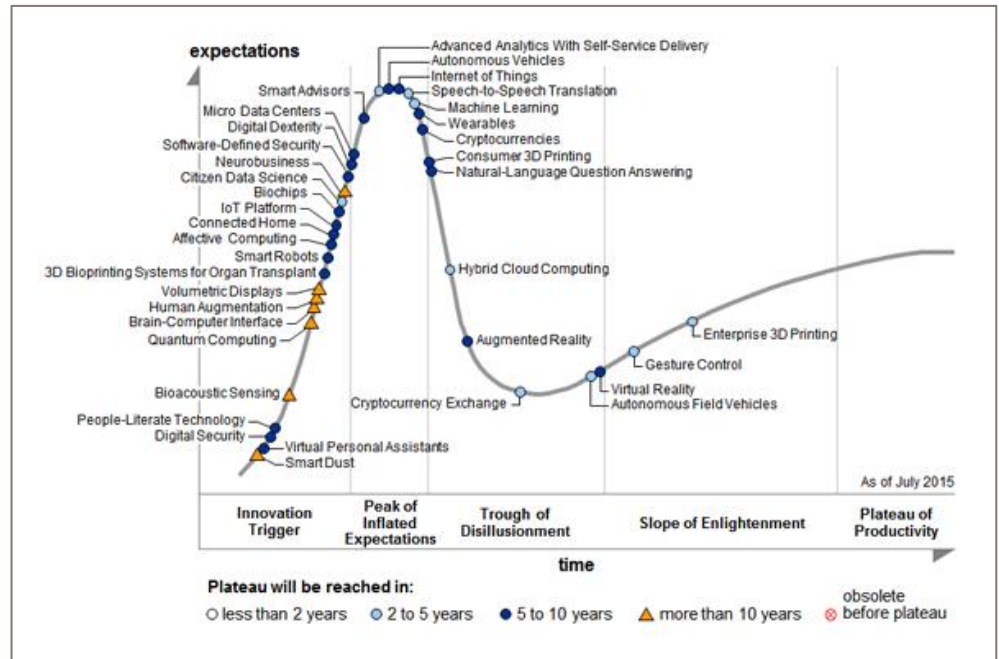 expectations
Advanced Analytics With Self-Service Delivery
Autonomous Vehicles
Internet of Things
Speech-to-Speech Translation
Machine Learning
Wearables
Cryptocurrencies
Consumer 3D Printing
Natural-Language Question Answering
Smart Advisors
Micro Data Centers
Digital Dexterity
Software-Defined Security
Neurobusiness
Citizen Data Science
Biochips
IoT Platform
Connected Home
Affective Computing
Smart Robots
3D Bioprinting Systems for Organ Transplant
Volumetric Displays
Human Augmentation
Brain-Computer Interface
Quantum Computing
Bioacoustic Sensing
People-Literate Technology
Digital Security
Virtual Personal Assistants
Smart Dust
Hybrid Cloud Computing
Augmented Reality
Cryptocurrency Exchange
Enterprise 3D Printing
Gesture Control
Virtual Reality
Autonomous Field Vehicles
As of July 2015
Innovation
Trigger
Peak of
Inflated
Expectations
Trough of
Disillusionment
Slope of Enlightenment
Plateau of
Productivity
time
Plateau will be reached in:
less than 2 years
2 to 5 years
5 to 10 years
more than 10 years
obsolete
before plateau